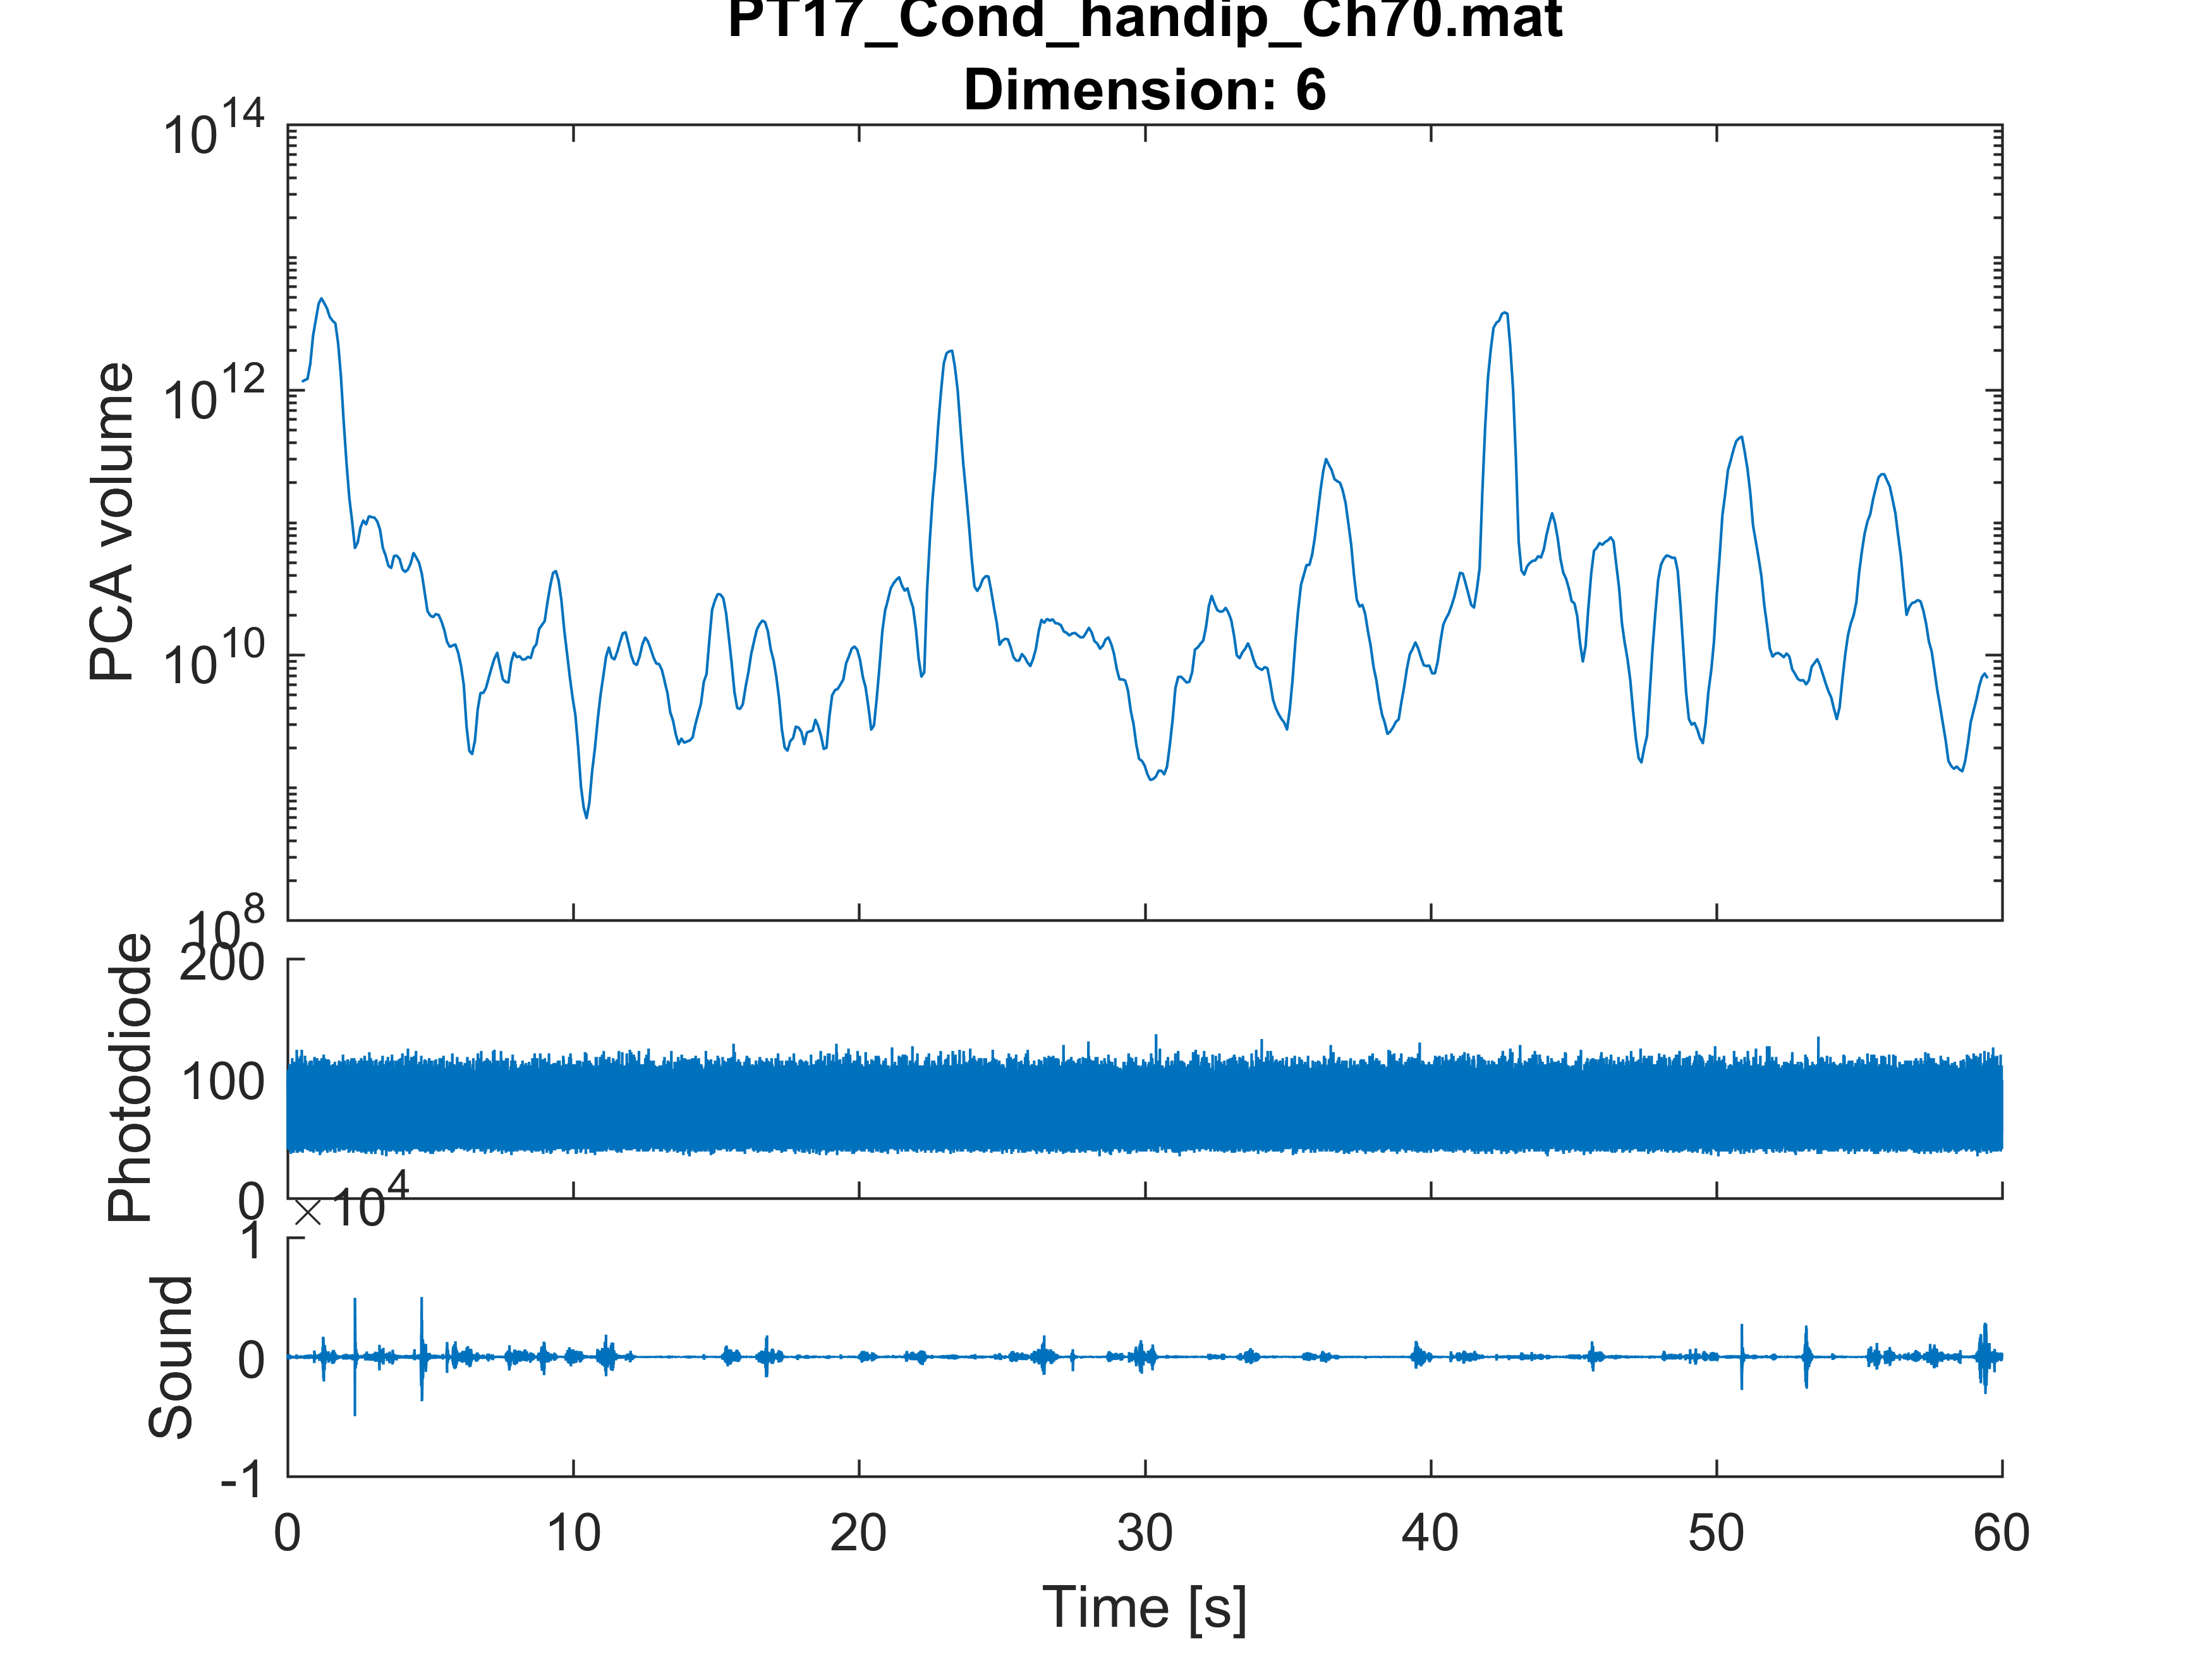 PT17_Cond_handip_Ch70.mat
Dimension: 6
10^14
10^12
10^10
10^8
PCA volume
200
100
0
Photodiode
×10^4
1
0
-1
Sound
0 10 20 30 40 50 60
Time [s]